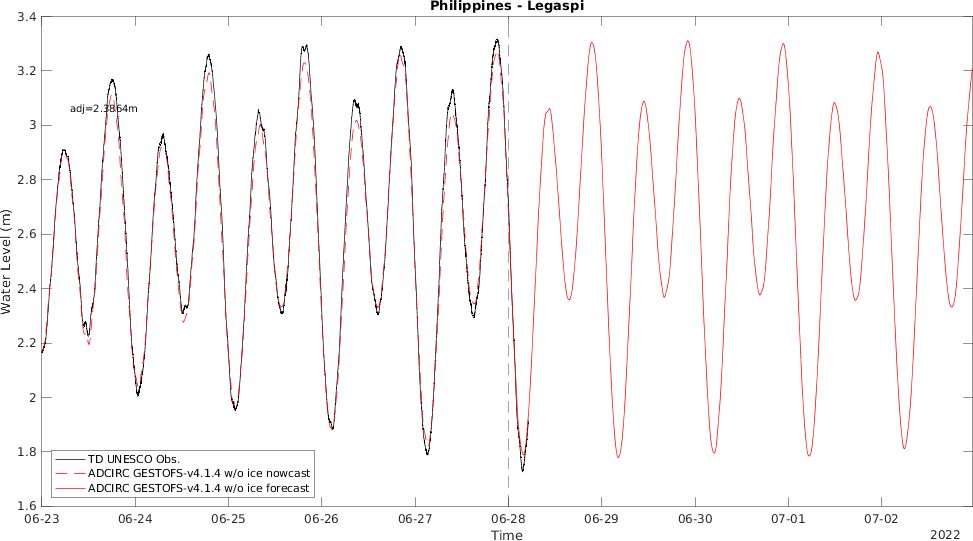 Philippines - Legaspi
3.4
3.2
3
2.8
2.6
2.4
2.2
2
1.8
1.6
Water Level (m)
adj=2.3864m
TD UNESCO Obs.
ADCIRC GESTOFS-v4.1.4 w/o ice nowcast
ADCIRC GESTOFS-v4.1.4 w/o ice forecast
06-23 06-24 06-25 06-26 06-27 06-28 06-29 06-30 07-01 07-02
Time
2022